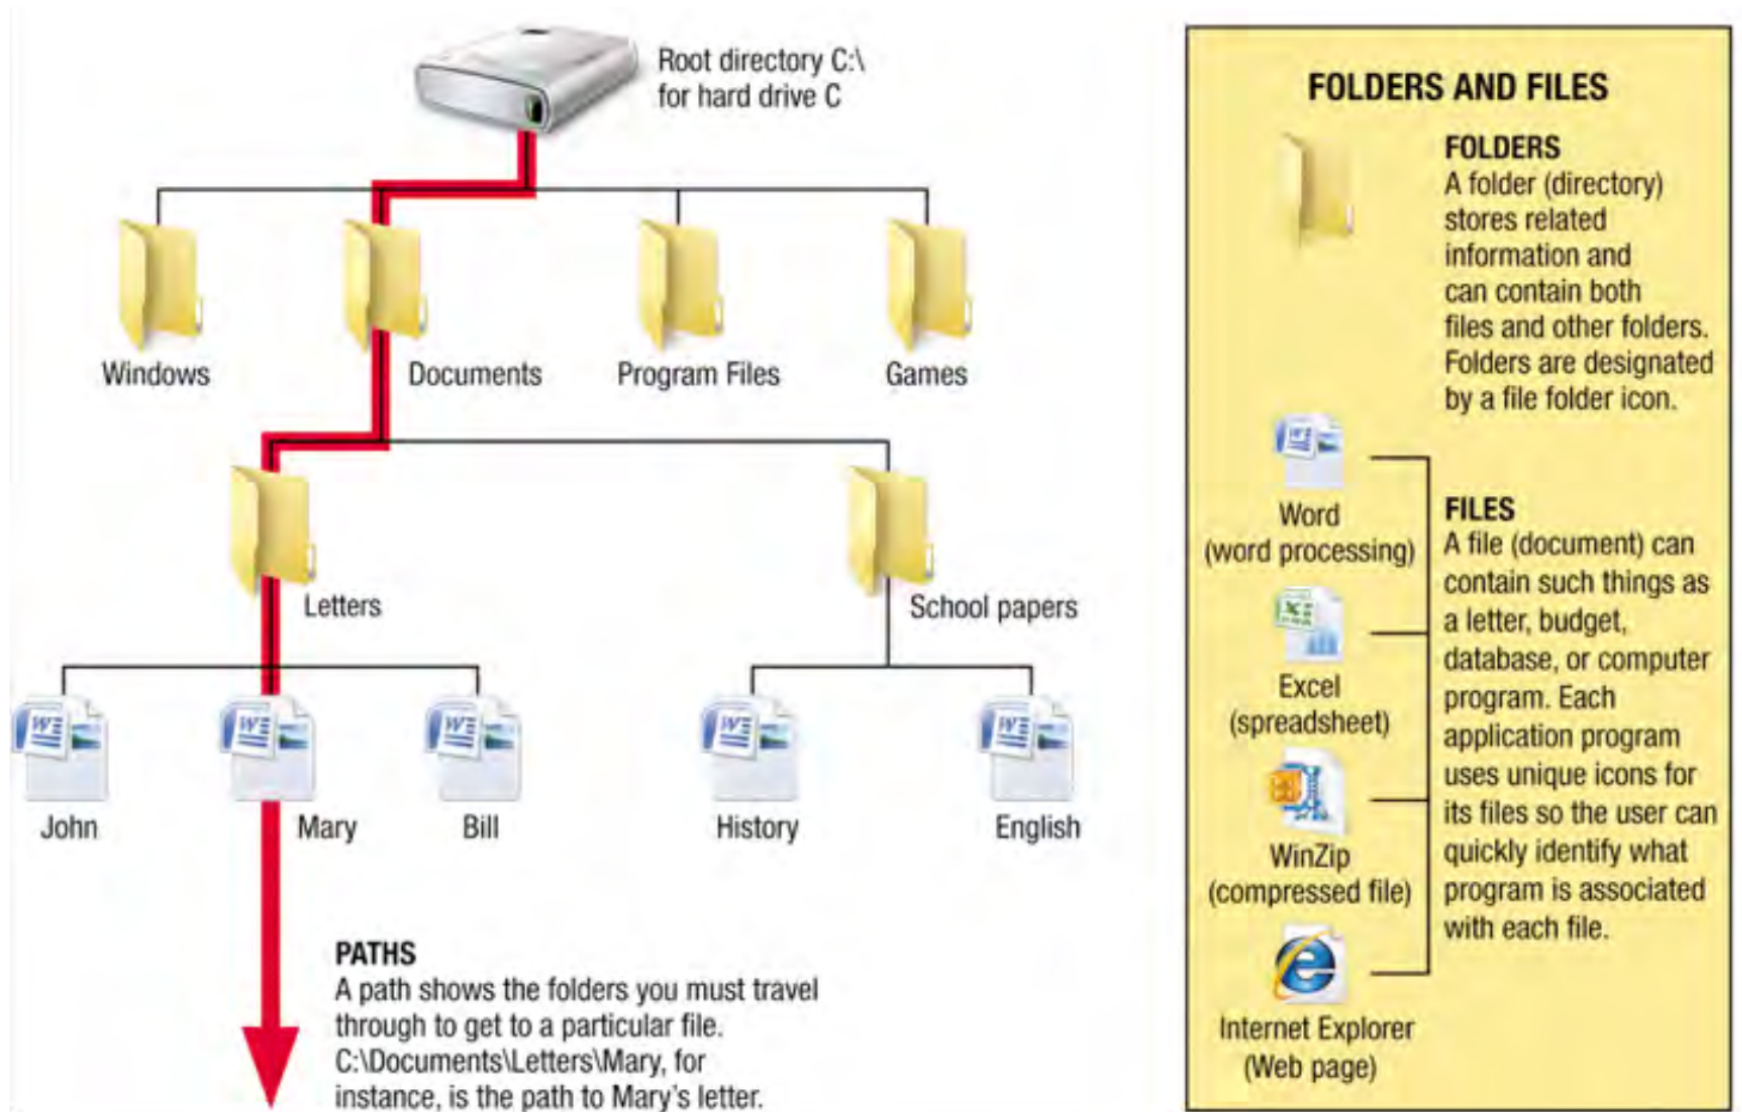 Root directory C:\
for hard drive C
Windows
Documents
Program Files
Games
Letters
School papers
John
Mary
Bill
History
English
PATHS
A path shows the folders you must travel
through to get to a particular file.
C:\Documents\Letters\Mary, for
instance, is the path to Mary's letter.
FOLDERS AND FILES
FOLDERS
A folder (directory)
stores related
information and
can contain both
files and other folders.
Folders are designated
by a file folder icon.
Word
(word processing)
Excel
(spreadsheet)
WinZip
(compressed file)
Internet Explorer
(Web page)
FILES
A file (document) can
contain such things as
a letter, budget,
database, or computer
program. Each
application program
uses unique icons for
its files so the user can
quickly identify what
program is associated
with each file.